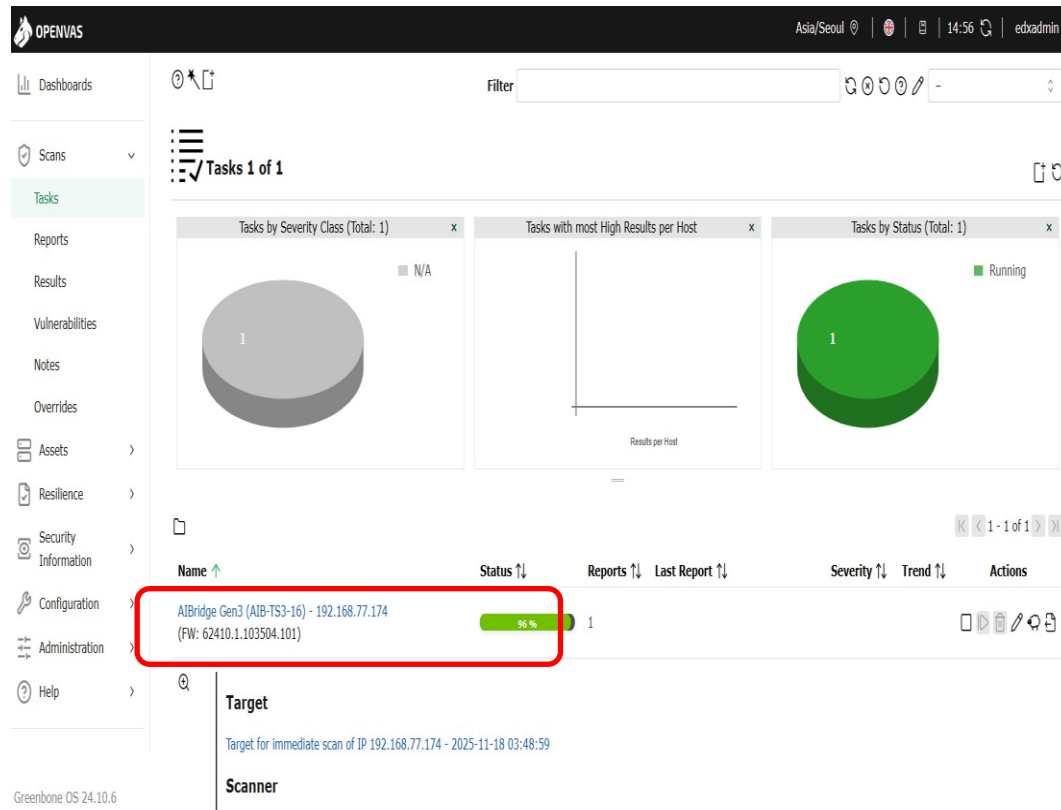 OPENVAS
Asia/Seoul
14:56
edxadmin
Dashboards
Scans
Tasks
Reports
Results
Vulnerabilities
Notes
Overrides
Assets
Resilience
Security
Information
Configuration
Administration
Help
Greenbone OS 24.10.6
Filter
--
Tasks 1 of 1
Tasks by Severity Class (Total: 1) x
N/A
1
Tasks with most High Results per Host x
Results per Host
Tasks by Status (Total: 1) x
Running
1
1 - 1 of 1
Name Status Reports Last Report Severity Trend Actions
AIBridge Gen3 (AIB-TS3-16) - 192.168.77.174
(FW: 62410.1.103504.101)
96 %
1
Target
Target for immediate scan of IP 192.168.77.174 - 2025-11-18 03:48:59
Scanner